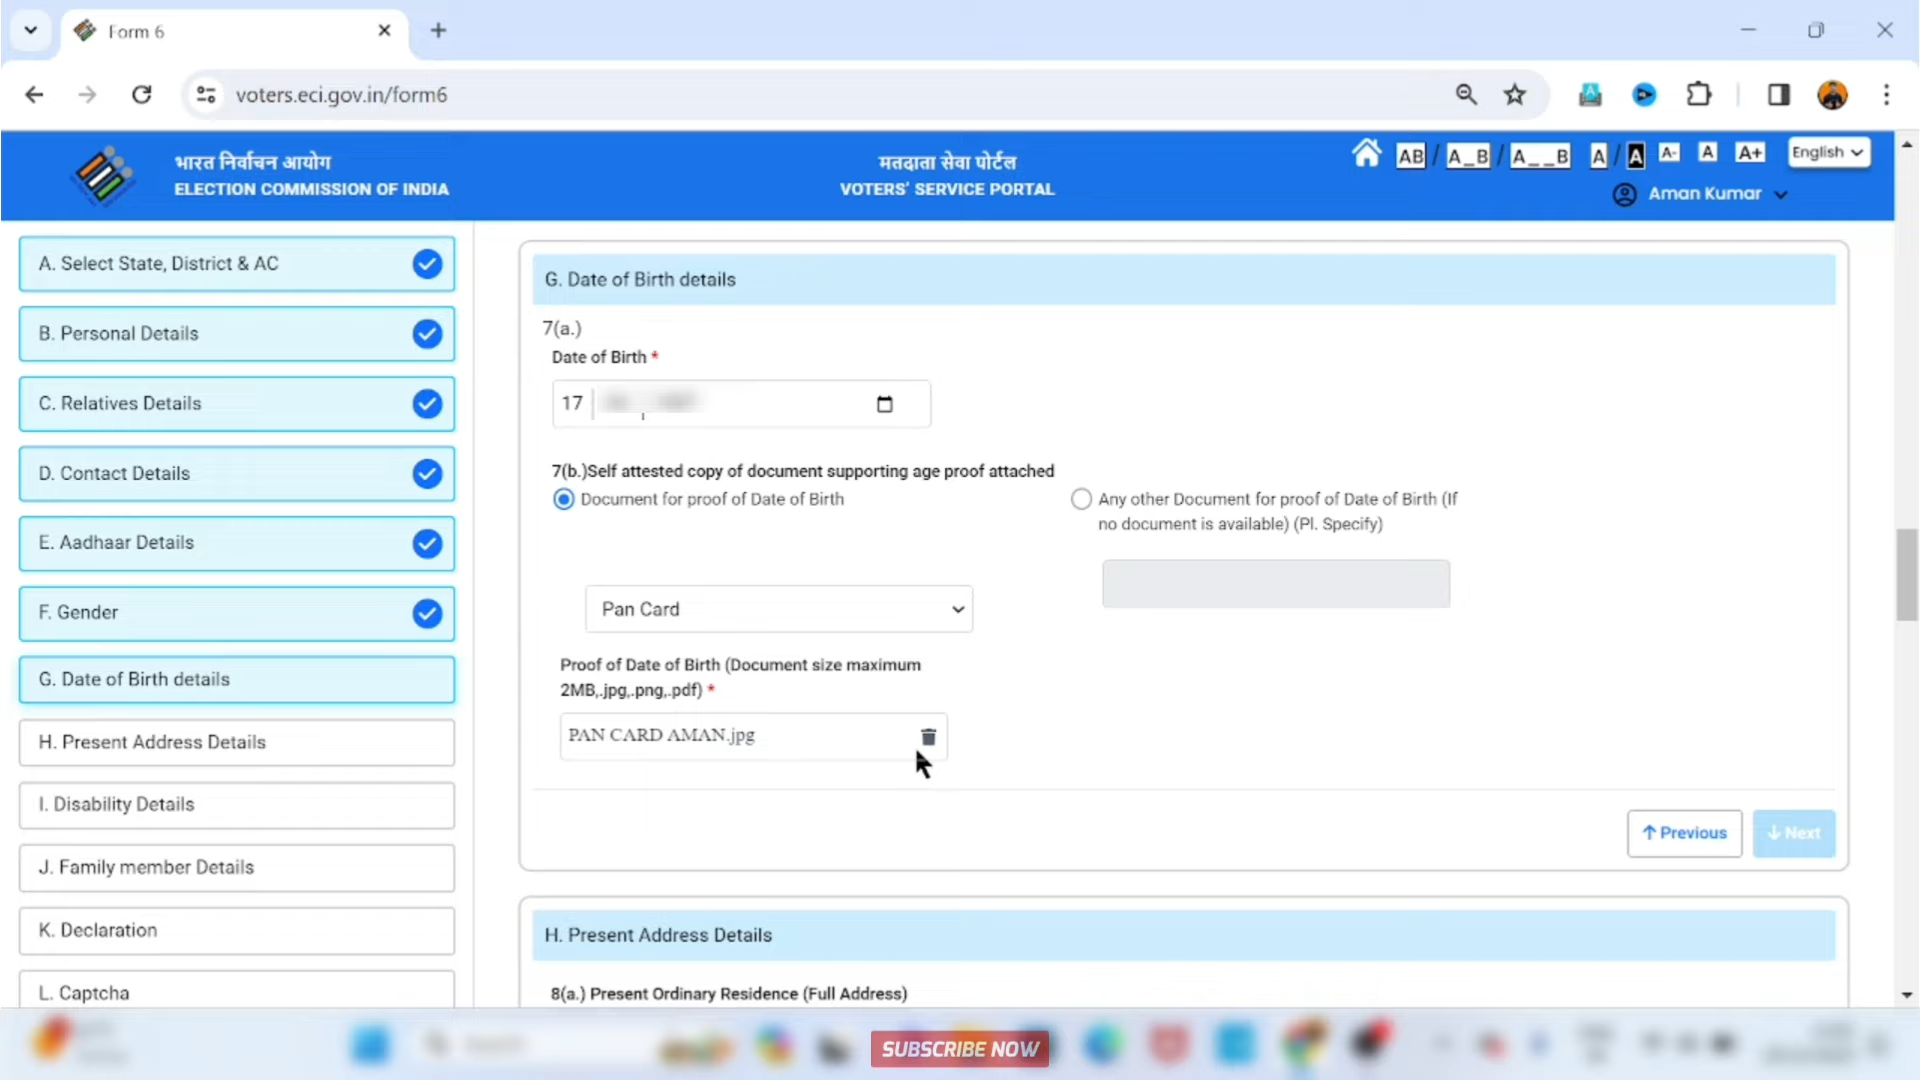 Form 6
voters.eci.gov.in/form6
भारत निर्वाचन आयोग
ELECTION COMMISSION OF INDIA
मतदाता सेवा पोर्टल
VOTERS' SERVICE PORTAL
AB / A_B / A__B A / A A- A A+ English
Aman Kumar
A. Select State, District & AC
B. Personal Details
C. Relatives Details
D. Contact Details
E. Aadhaar Details
F. Gender
G. Date of Birth details
H. Present Address Details
I. Disability Details
J. Family member Details
K. Declaration
L. Captcha
G. Date of Birth details
7(a.)
Date of Birth *
17
7(b.)Self attested copy of document supporting age proof attached
Document for proof of Date of Birth
Any other Document for proof of Date of Birth (If
no document is available) (Pl. Specify)
Pan Card
Proof of Date of Birth (Document size maximum
2MB,.jpg,.png,.pdf) *
PAN CARD AMAN.jpg
Previous
Next
H. Present Address Details
8(a.) Present Ordinary Residence (Full Address)
SUBSCRIBE NOW